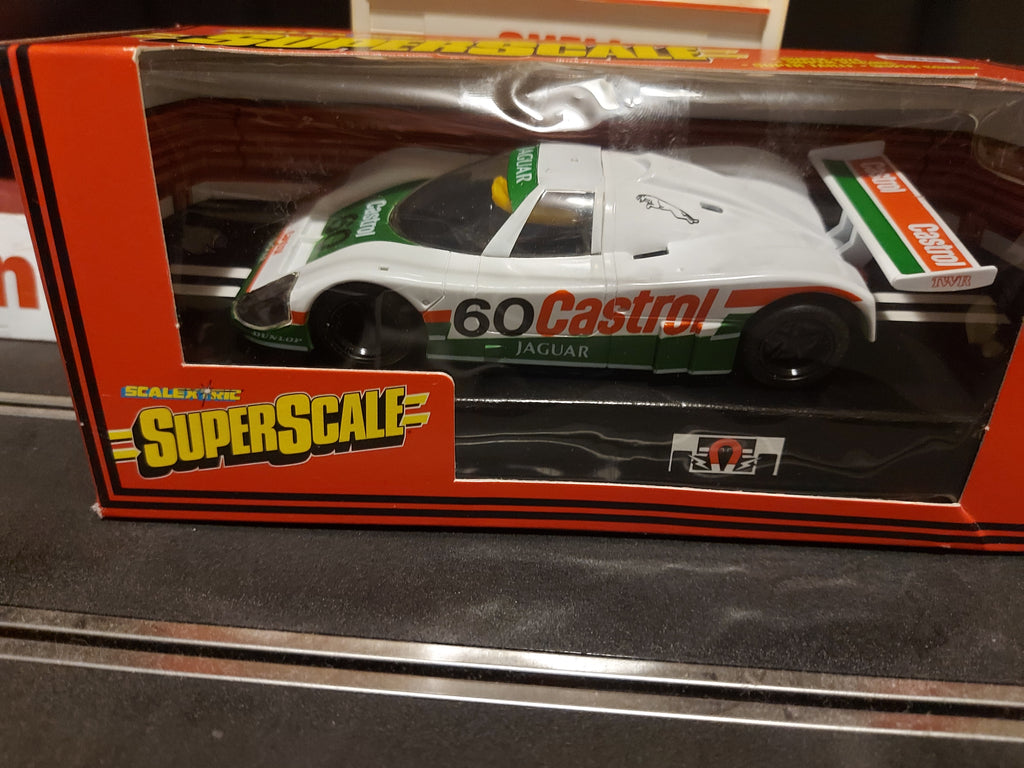 SUPERSCALE
JAGUAR
Castrol
60
Castrol
Castrol
TWR
60 Castrol
JAGUAR
DUNLOP
SCALEXTRIC
SUPERSCALE